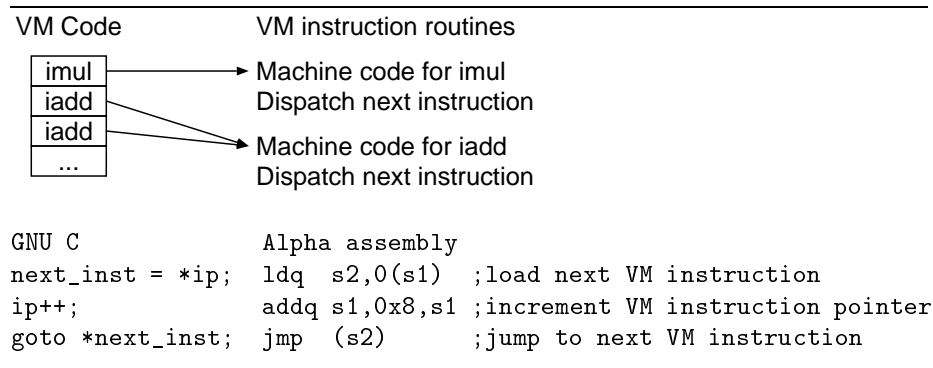 VM Code VM instruction routines
imul Machine code for imul
Dispatch next instruction
iadd
iadd
Machine code for iadd
...
Dispatch next instruction
GNU C Alpha assembly
next_inst = *ip; ldq s2,0(s1) ;load next VM instruction
ip++; addq s1,0x8,s1 ;increment VM instruction pointer
goto *next_inst; jmp (s2) ;jump to next VM instruction